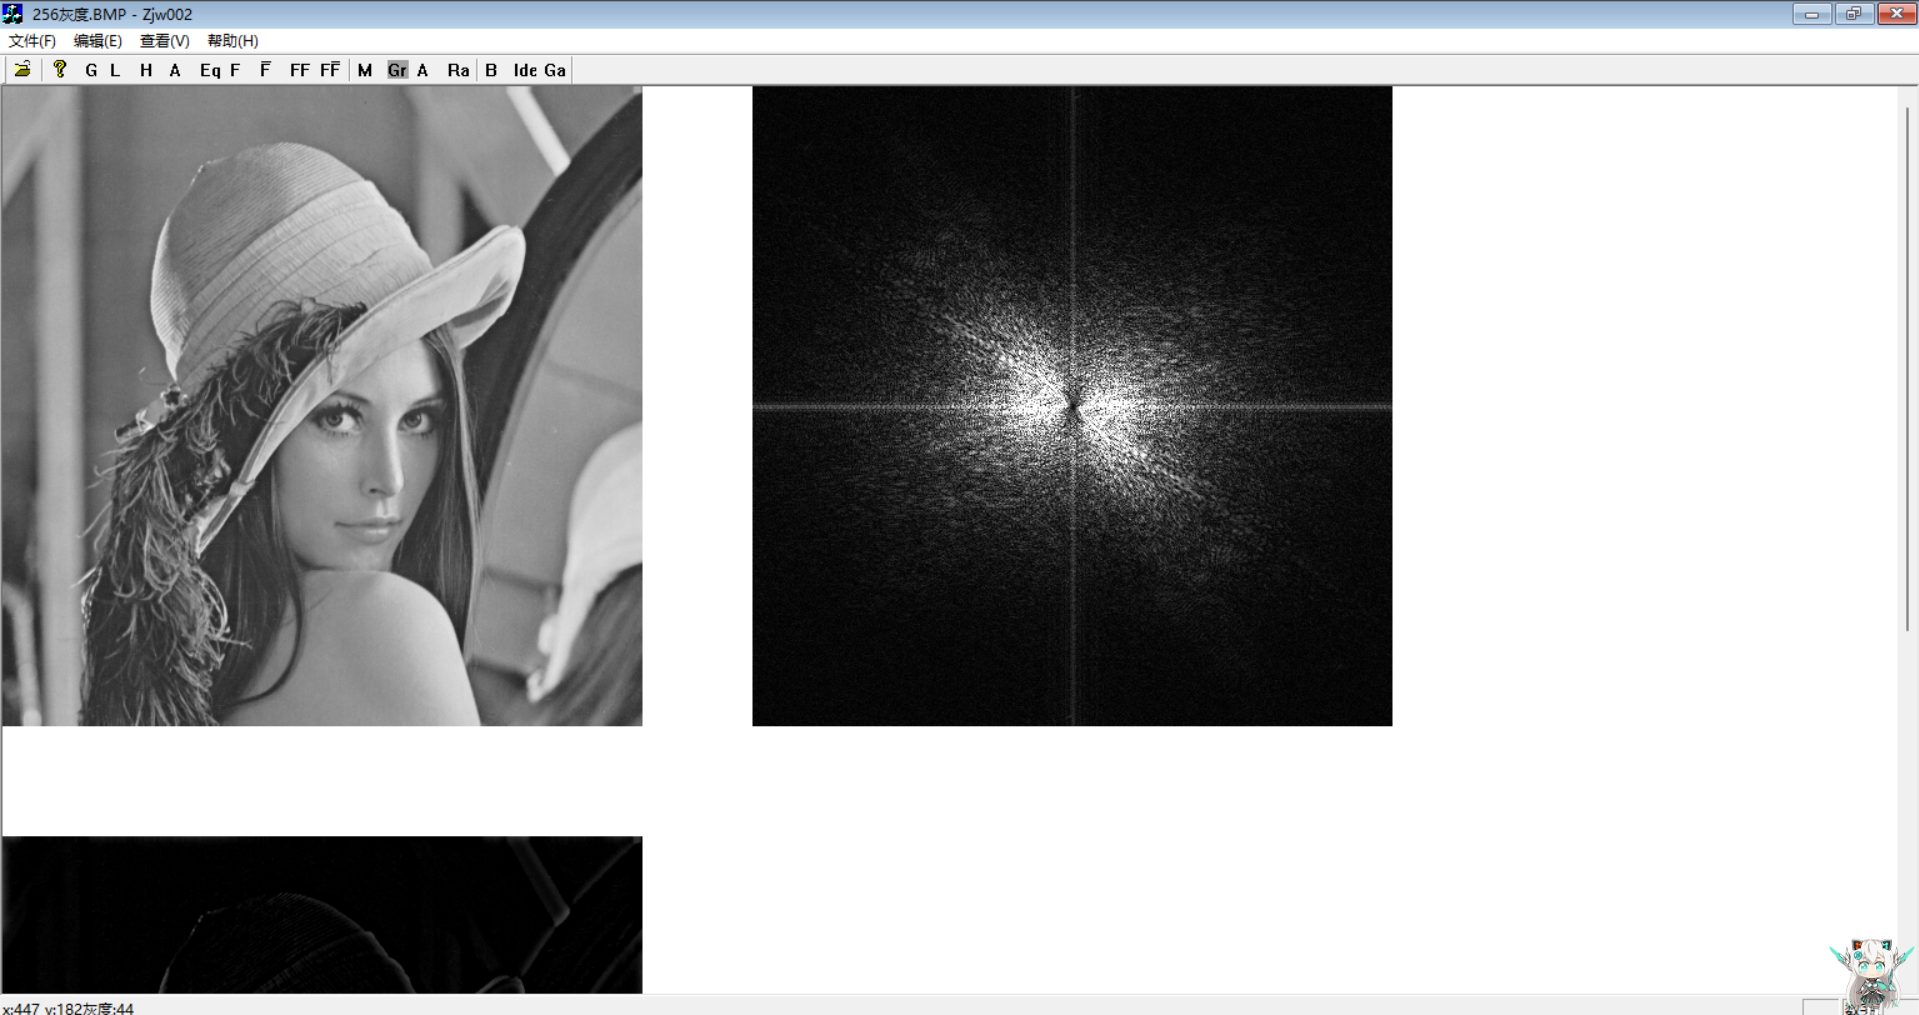 256灰度.BMP - Zjw002
文件(F) 编辑(E) 查看(V) 帮助(H)
G L H A Eq F F̅ FF FF̅ M Gr A Ra B Ide Ga
x:447 y:182灰度:44